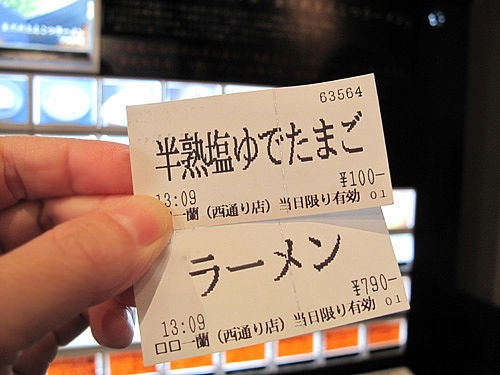 63564
半熟塩ゆでたまご
¥100-
13:09
一蘭（西通り店）当日限り有効 01
ラーメン
¥790-
13:09
□□一蘭（西通り店）当日限り有効 01